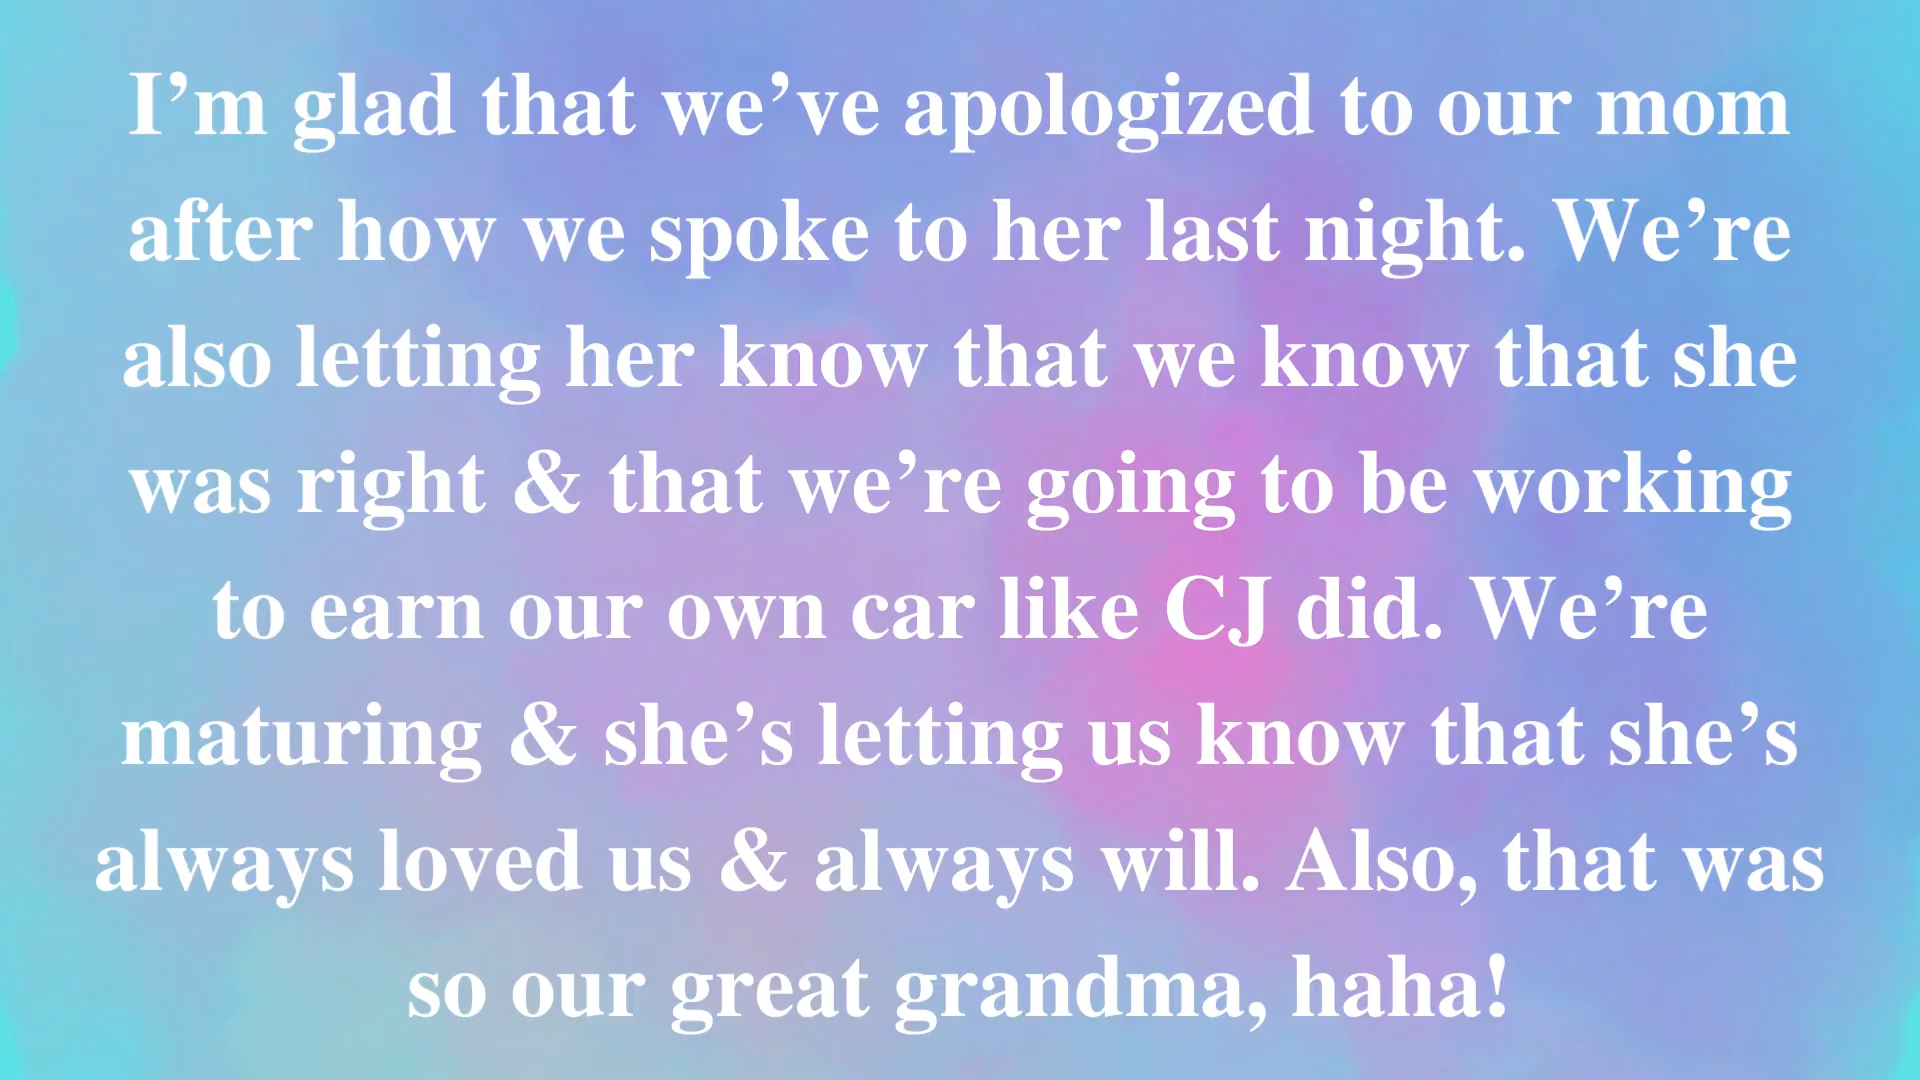 I’m glad that we’ve apologized to our mom
after how we spoke to her last night. We’re
also letting her know that we know that she
was right & that we’re going to be working
to earn our own car like CJ did. We’re
maturing & she’s letting us know that she’s
always loved us & always will. Also, that was
so our great grandma, haha!